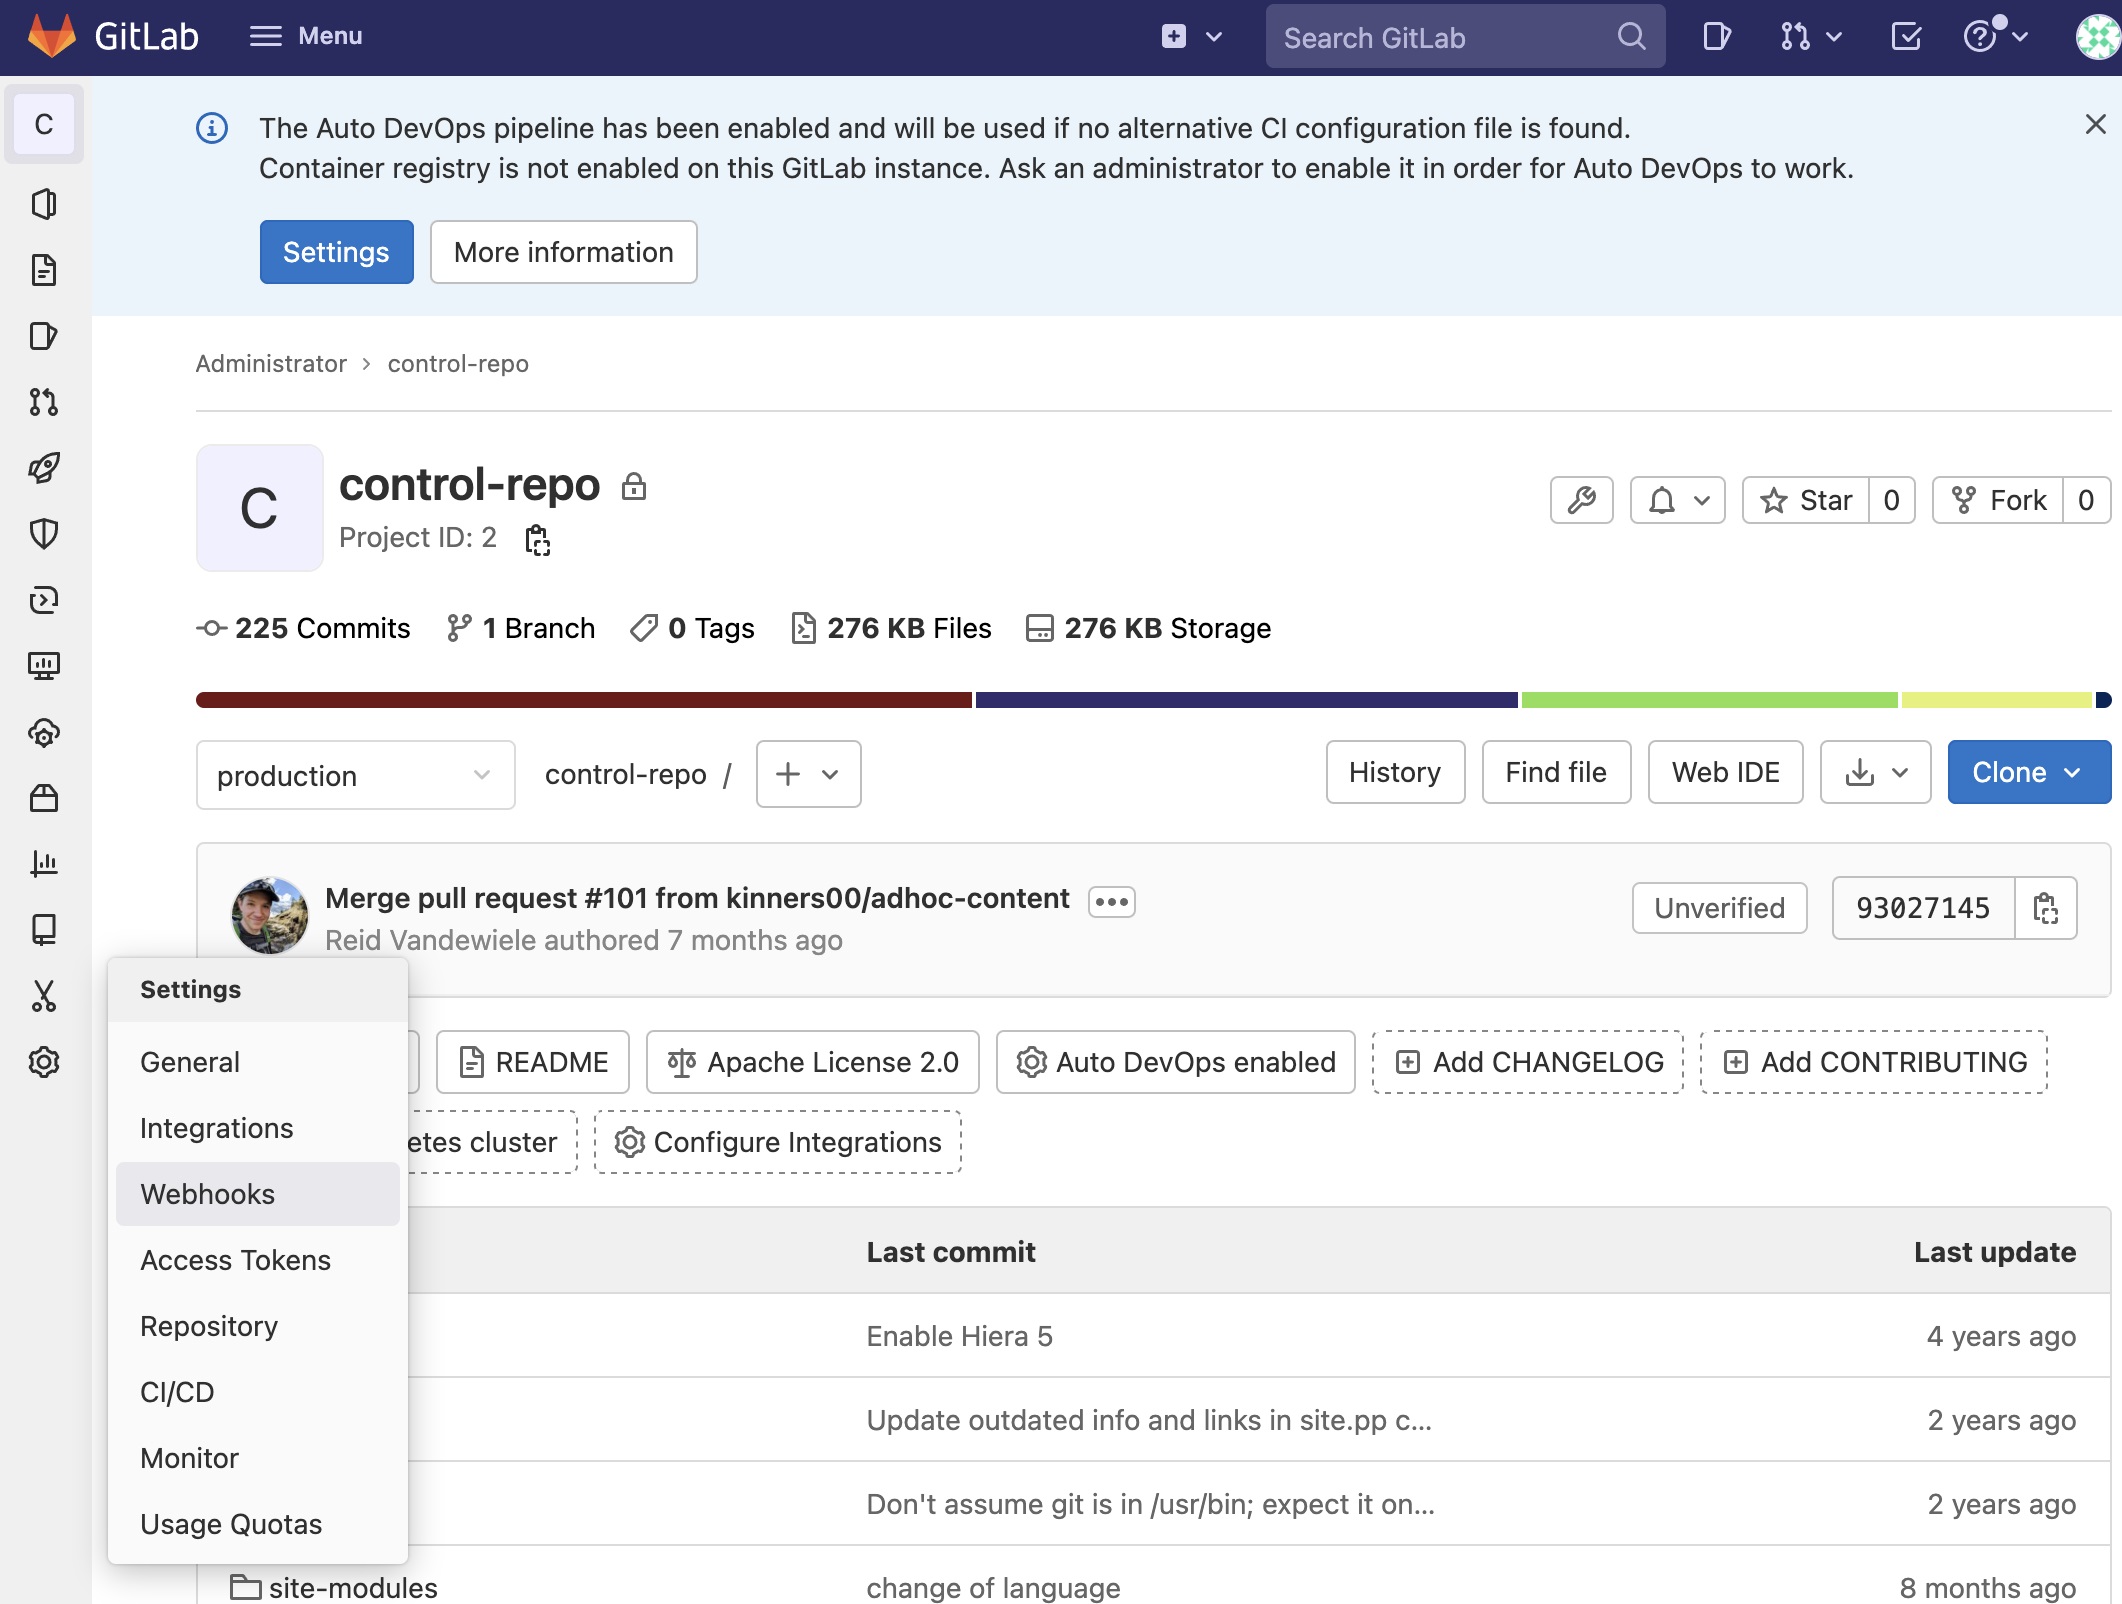 GitLab
Menu
Search GitLab
C
The Auto DevOps pipeline has been enabled and will be used if no alternative CI configuration file is found.
Container registry is not enabled on this GitLab instance. Ask an administrator to enable it in order for Auto DevOps to work.
Settings
More information
Administrator > control-repo
C
control-repo
Project ID: 2
Star 0
Fork 0
225 Commits
1 Branch
0 Tags
276 KB Files
276 KB Storage
production
control-repo /
History
Find file
Web IDE
Clone
Merge pull request #101 from kinners00/adhoc-content
Reid Vandewiele authored 7 months ago
Unverified
93027145
Settings
General
Integrations
Webhooks
Access Tokens
Repository
CI/CD
Monitor
Usage Quotas
README
Apache License 2.0
Auto DevOps enabled
Add CHANGELOG
Add CONTRIBUTING
etes cluster
Configure Integrations
Last commit
Last update
Enable Hiera 5
4 years ago
Update outdated info and links in site.pp c...
2 years ago
Don't assume git is in /usr/bin; expect it on...
2 years ago
site-modules
change of language
8 months ago